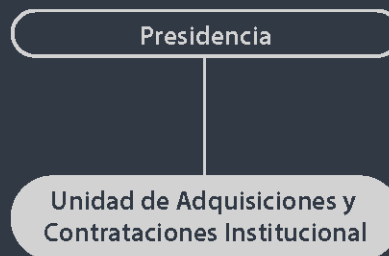 Presidencia
Unidad de Adquisiciones y
Contrataciones Institucional